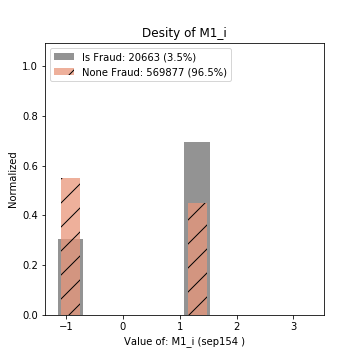 Desity of M1_i
Is Fraud: 20663 (3.5%)
None Fraud: 569877 (96.5%)
Normalized
1.0
0.8
0.6
0.4
0.2
0.0
−1
0
1
2
3
Value of: M1_i (sep154 )